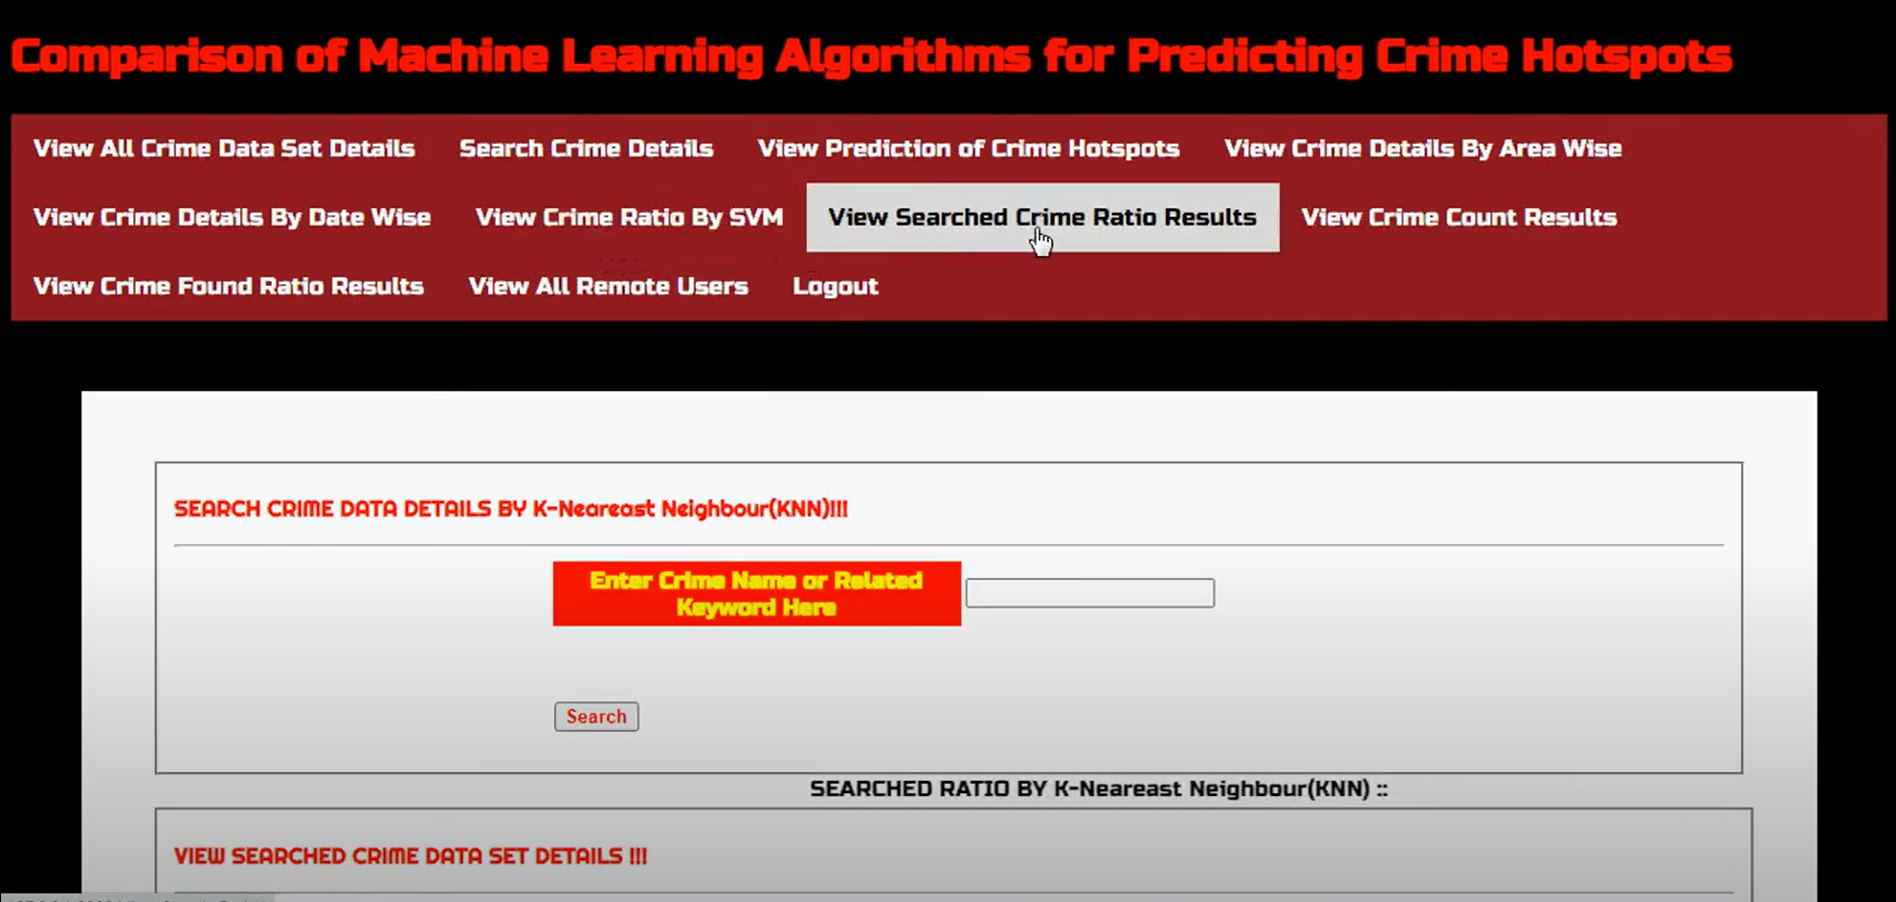 Comparison of Machine Learning Algorithms for Predicting Crime Hotspots
View All Crime Data Set Details Search Crime Details View Prediction of Crime Hotspots View Crime Details By Area Wise
View Crime Details By Date Wise View Crime Ratio By SVM View Searched Crime Ratio Results View Crime Count Results
View Crime Found Ratio Results View All Remote Users Logout
SEARCH CRIME DATA DETAILS BY K-Neareast Neighbour(KNN)!!!
Enter Crime Name or Related
Keyword Here
Search
SEARCHED RATIO BY K-Neareast Neighbour(KNN) ::
VIEW SEARCHED CRIME DATA SET DETAILS !!!